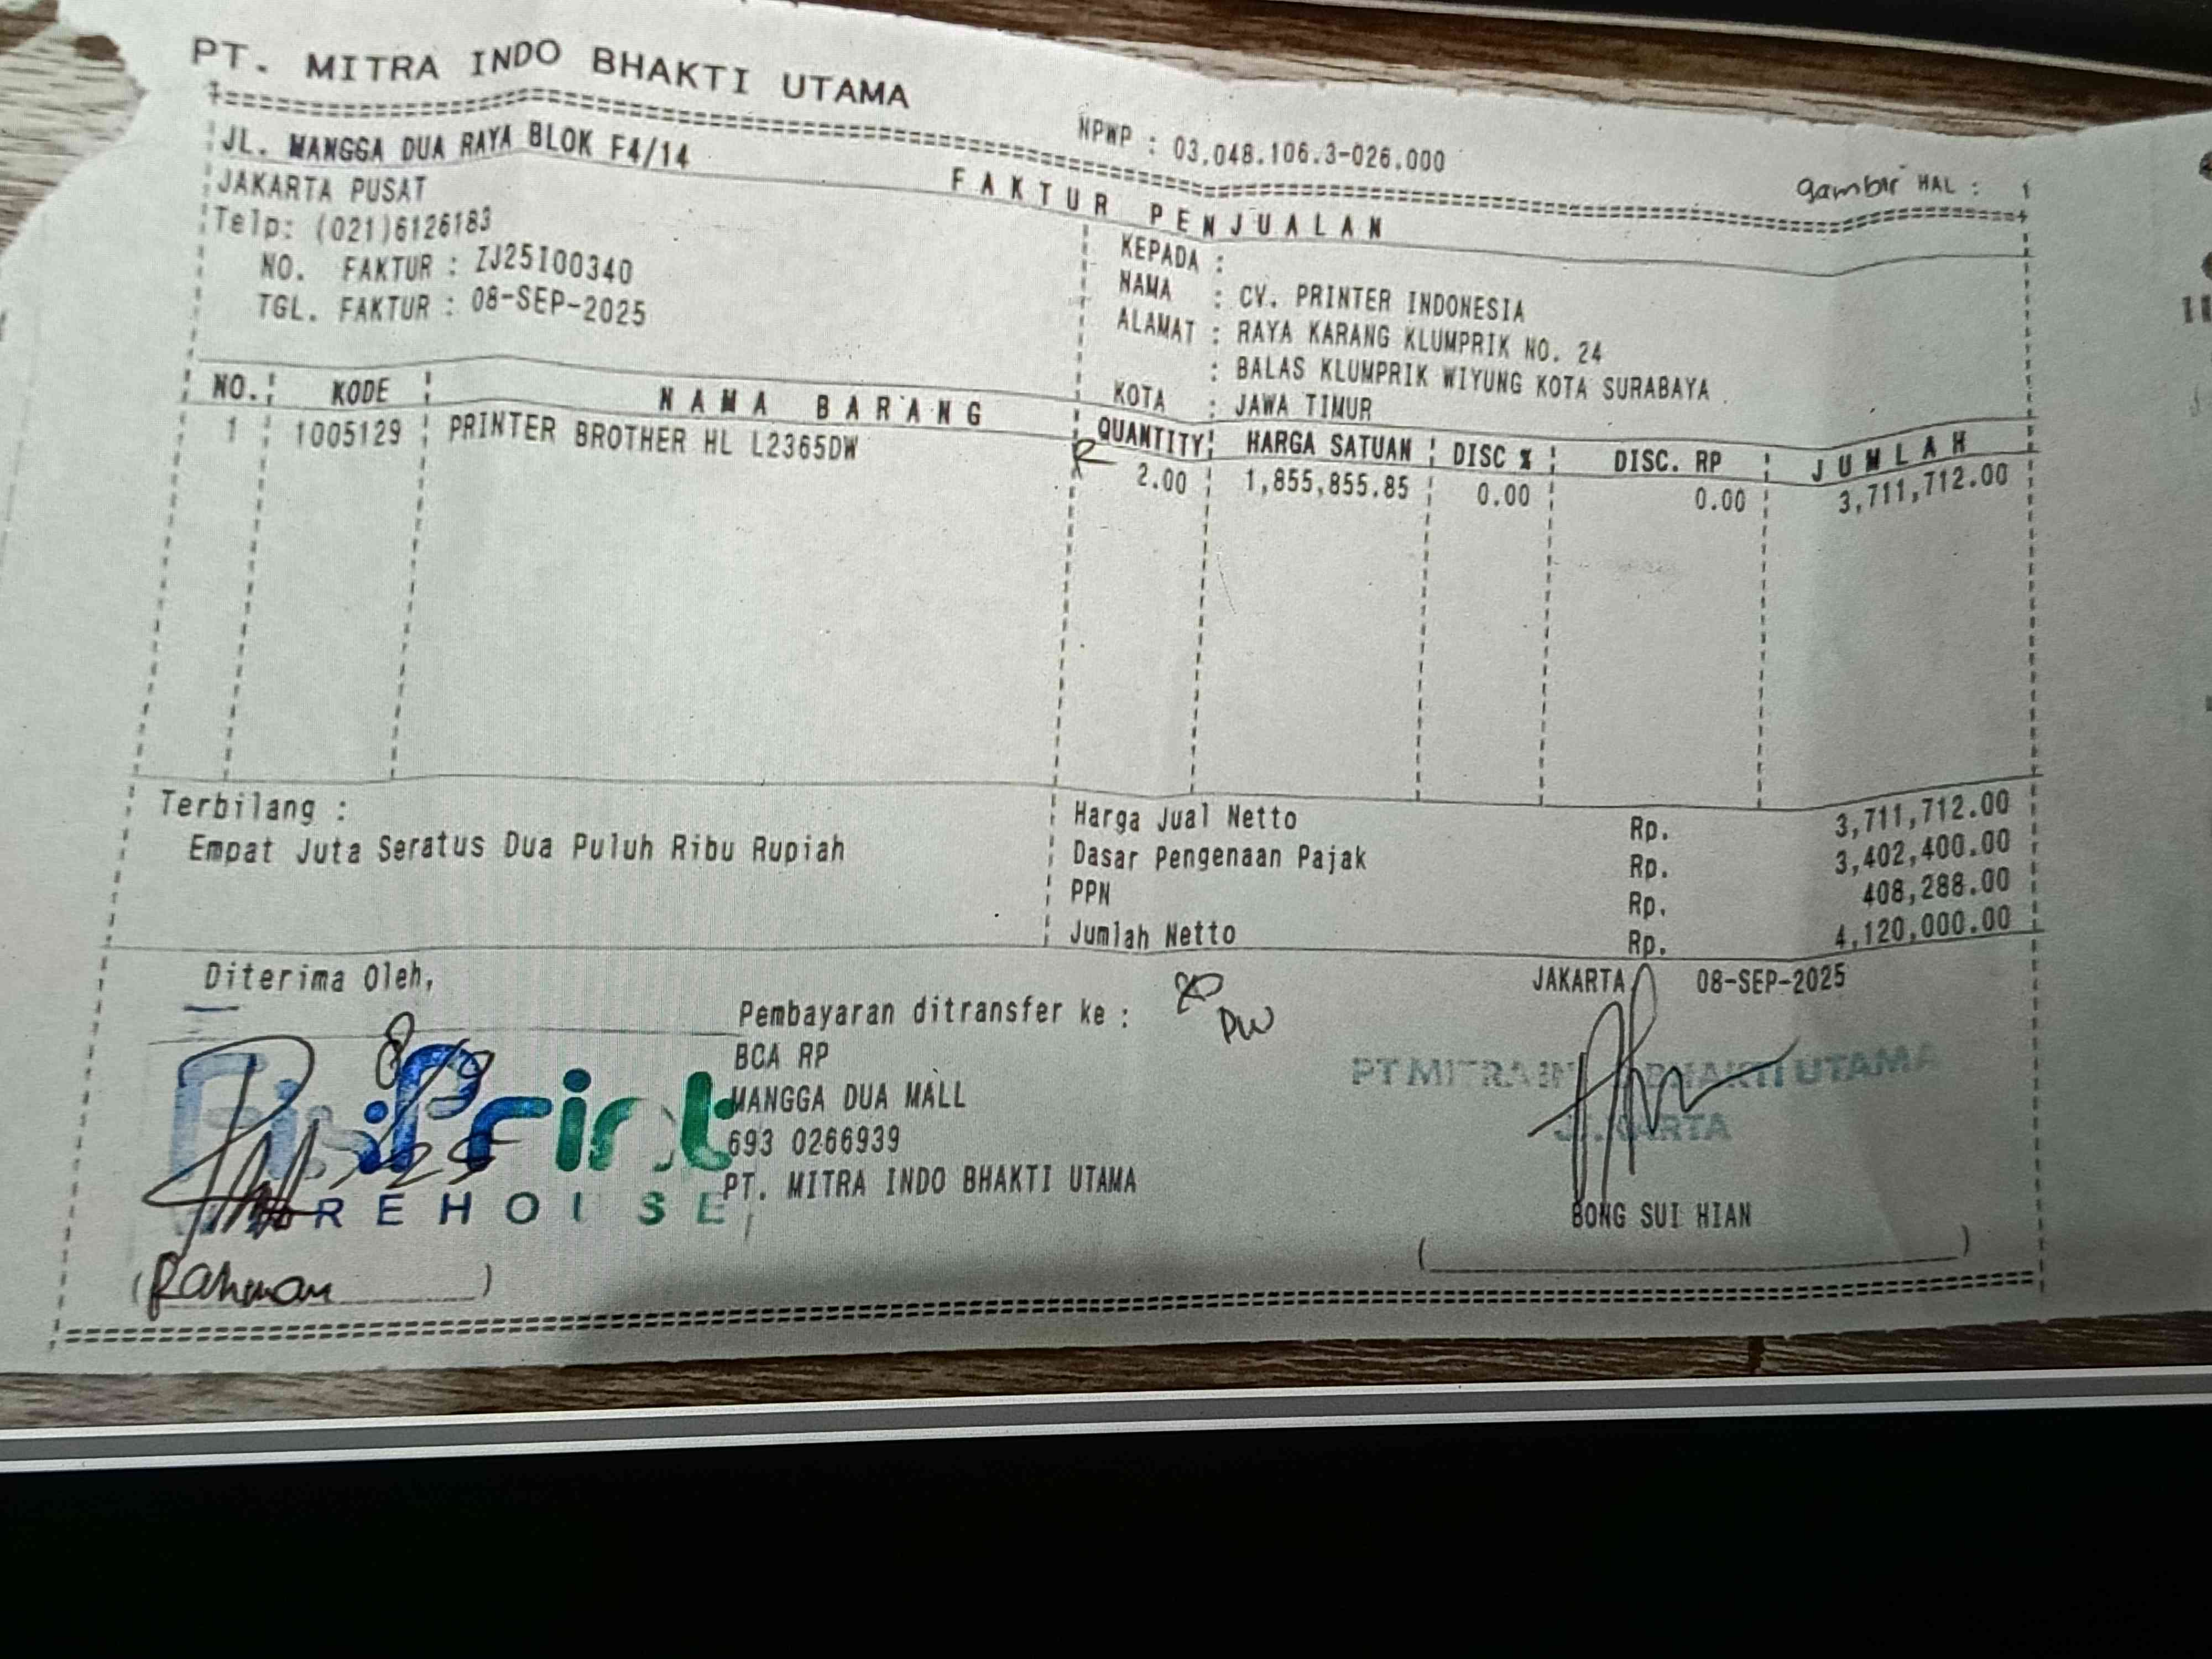 PT. MITRA INDO BHAKTI UTAMA
JL. MANGGA DUA RAYA BLOK F4/14
JAKARTA PUSAT
Telp: (021)6126183
NPWP : 03.048.106.3-026.000
gambir HAL : 1
FAKTUR PENJUALAN
NO. FAKTUR : ZJ25I00340
TGL. FAKTUR : 08-SEP-2025
KEPADA :
NAMA : CV. PRINTER INDONESIA
ALAMAT : RAYA KARANG KLUMPRIK NO. 24
: BALAS KLUMPRIK WIYUNG KOTA SURABAYA
KOTA : JAWA TIMUR
NO. KODE NAMA BARANG QUANTITY HARGA SATUAN DISC % DISC. RP JUMLAH
1 1005129 PRINTER BROTHER HL L2365DW 2.00 1,855,855.85 0.00 0.00 3,711,712.00
Terbilang :
Empat Juta Seratus Dua Puluh Ribu Rupiah
Harga Jual Netto Rp. 3,711,712.00
Dasar Pengenaan Pajak Rp. 3,402,400.00
PPN Rp. 408,288.00
Jumlah Netto Rp. 4,120,000.00
Diterima Oleh,
Pembayaran ditransfer ke :
BCA RP
MANGGA DUA MALL
693 0266939
PT. MITRA INDO BHAKTI UTAMA
JAKARTA, 08-SEP-2025
PT MITRA INDO BHAKTI UTAMA
JAKARTA
BONG SUI HIAN
(Rahman)